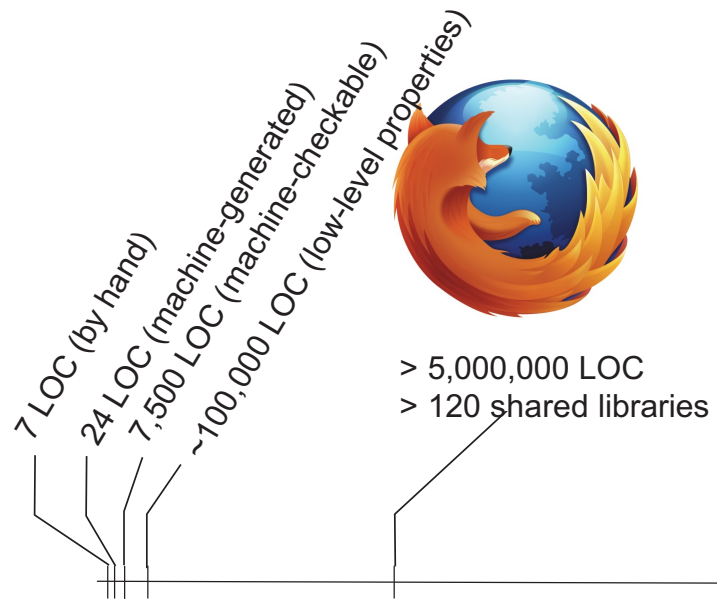 7 LOC (by hand)
24 LOC (machine-generated)
7,500 LOC (machine-checkable)
~100,000 LOC (low-level properties)
> 5,000,000 LOC
> 120 shared libraries